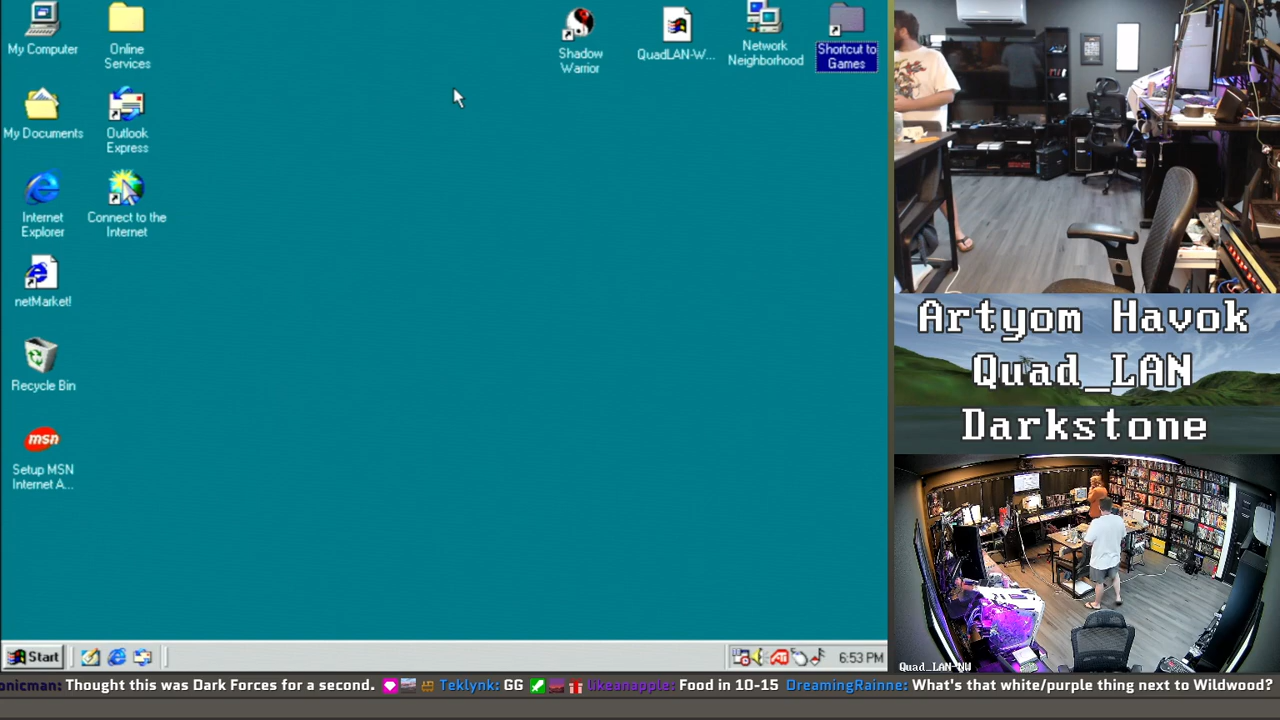 My Computer
Online
Services
Shadow
Warrior
QuadLAN-W...
Network
Neighborhood
Shortcut to
Games
My Documents
Outlook
Express
Internet
Explorer
Connect to the
Internet
netMarket!
Recycle Bin
msn
Setup MSN
Internet A...
Start
6:53 PM
Artyom Havok
Quad_LAN
Darkstone
Quad_LAN-NW
onicman: Thought this was Dark Forces for a second. Teklynk: GG likeanapple: Food in 10-15 DreamingRainne: What's that white/purple thing next to Wildwood?